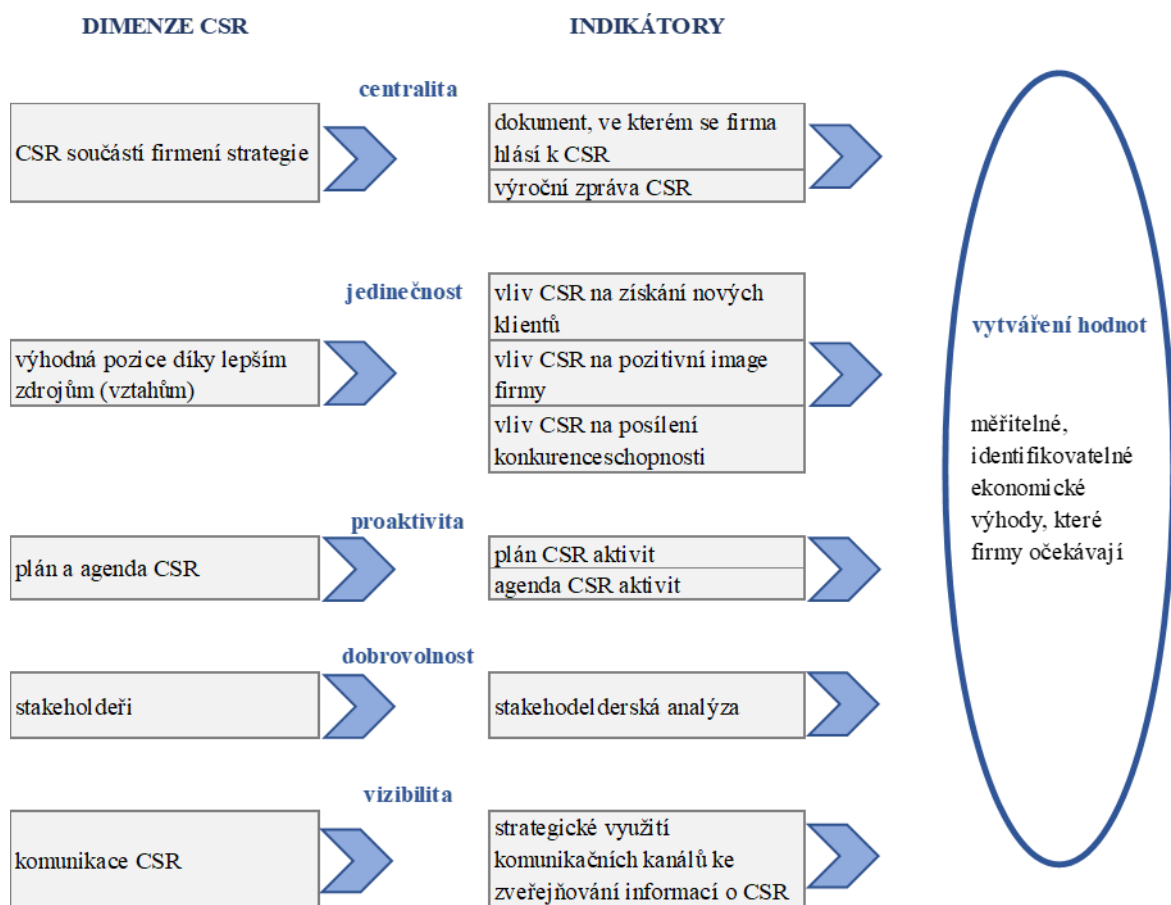 DIMENZE CSR
INDIKÁTORY
centralita
CSR součástí firmení strategie
dokument, ve kterém se firma
hlásí k CSR
výroční zpráva CSR
jedinečnost
výhodná pozice díky lepším
zdrojům (vztahům)
vliv CSR na získání nových
klientů
vliv CSR na pozitivní image
firmy
vliv CSR na posílení
konkurenceschopnosti
proaktivita
plán a agenda CSR
plán CSR aktivit
agenda CSR aktivit
dobrovolnost
stakeholdeři
stakehodelderská analýza
vizibilita
komunikace CSR
strategické využití
komunikačních kanálů ke
zveřejňování informací o CSR
vytváření hodnot
měřitelné,
identifikovatelné
ekonomické
výhody, které
firmy očekávají